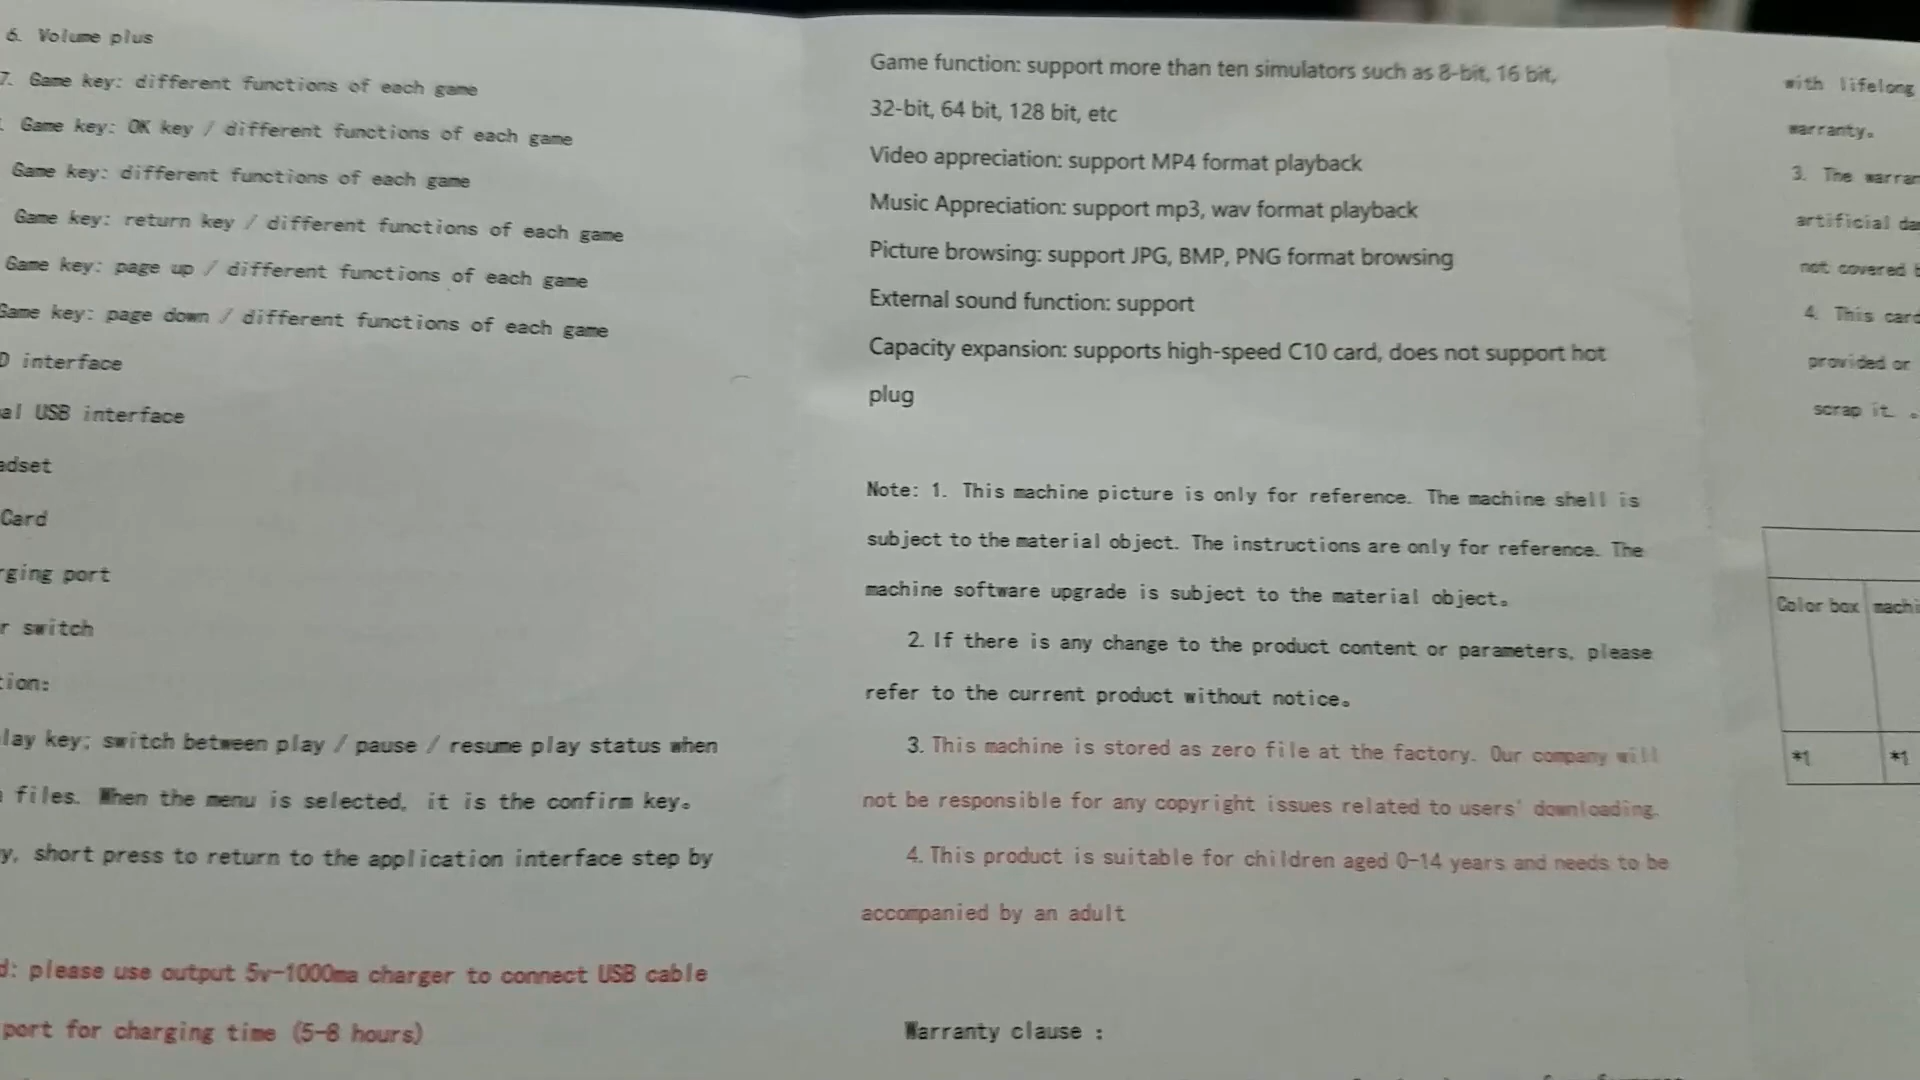 6. Volume plus
7. Game key: different functions of each game
Game key: OK key / different functions of each game
Game key: different functions of each game
Game key: return key / different functions of each game
Game key: page up / different functions of each game
Game key: page down / different functions of each game
interface
USB interface
Card
port
switch
key; switch between play / pause / resume play status when
files. When the menu is selected, it is the confirm key。
short press to return to the application interface step by
please use output 5v-1000ma charger to connect USB cable
port for charging time (5-8 hours)
Game function: support more than ten simulators such as 8-bit, 16 bit,
32-bit, 64 bit, 128 bit, etc
Video appreciation: support MP4 format playback
Music Appreciation: support mp3, wav format playback
Picture browsing: support JPG, BMP, PNG format browsing
External sound function: support
Capacity expansion: supports high-speed C10 card, does not support hot
plug
Note: 1. This machine picture is only for reference. The machine shell is
subject to the material object. The instructions are only for reference. The
machine software upgrade is subject to the material object。
2. If there is any change to the product content or parameters, please
refer to the current product without notice。
3. This machine is stored as zero file at the factory. Our company will
not be responsible for any copyright issues related to users' downloading.
4. This product is suitable for children aged 0-14 years and needs to be
accompanied by an adult
Warranty clause :
with lifelong
warranty。
3. The
artificial
not covered
4. This card
provided or
scrap it. 。
Color box
*1 *1